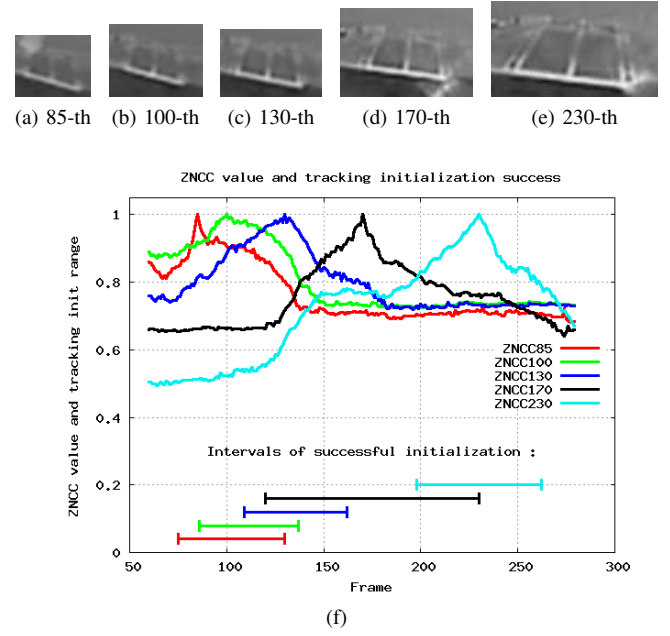 (a) 85-th (b) 100-th (c) 130-th (d) 170-th (e) 230-th
ZNCC value and tracking initialization success
ZNCC value and tracking init range
1
0.8
0.6
0.4
0.2
0
ZNCC85
ZNCC100
ZNCC130
ZNCC170
ZNCC230
Intervals of successful initialization :
50 100 150 200 250 300
Frame
(f)